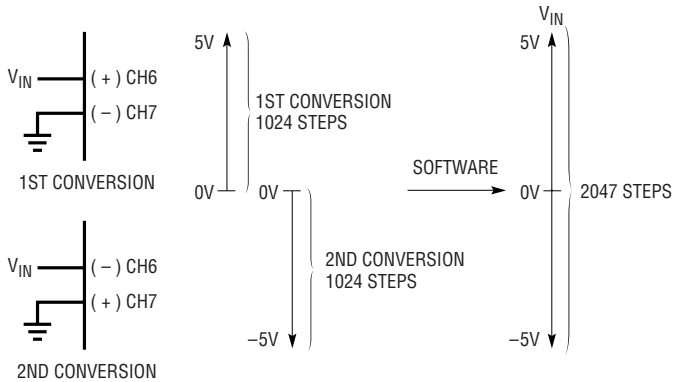 V_IN
( + ) CH6
( – ) CH7
1ST CONVERSION
5V
1ST CONVERSION
1024 STEPS
0V
V_IN
( – ) CH6
( + ) CH7
2ND CONVERSION
0V
2ND CONVERSION
1024 STEPS
–5V
SOFTWARE
V_IN
5V
0V
2047 STEPS
–5V